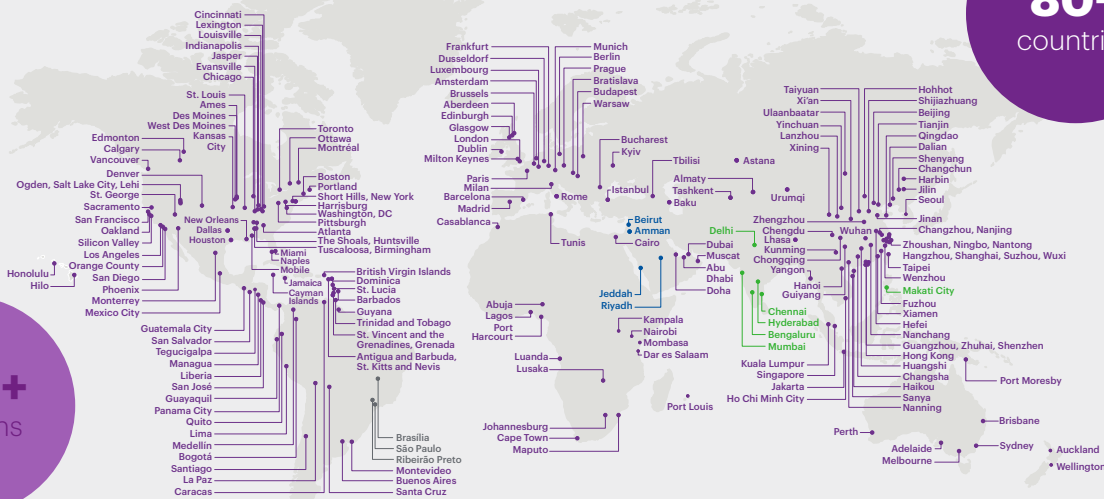 Cincinnati
Lexington
Louisville
Indianapolis
Jasper
Evansville
Chicago
St. Louis
Ames
Des Moines
West Des Moines
Kansas
City
Edmonton
Calgary
Vancouver
Denver
Ogden, Salt Lake City, Lehi
St. George
Sacramento
San Francisco
Oakland
Silicon Valley
Los Angeles
Orange County
San Diego
Phoenix
Monterrey
Mexico City
Honolulu
Hilo
New Orleans
Dallas
Houston
Toronto
Ottawa
Montréal
Boston
Portland
Short Hills, New York
Harrisburg
Washington, DC
Pittsburgh
Atlanta
The Shoals, Huntsville
Tuscaloosa, Birmingham
Miami
Naples
Mobile
Jamaica
Cayman
Islands
British Virgin Islands
Dominica
St. Lucia
Barbados
Guyana
Trinidad and Tobago
St. Vincent and the
Grenadines, Grenada
Antigua and Barbuda,
St. Kitts and Nevis
Guatemala City
San Salvador
Tegucigalpa
Managua
Liberia
San José
Guayaquil
Panama City
Quito
Lima
Medellín
Bogotá
Santiago
La Paz
Caracas
Brasília
São Paulo
Ribeirão Preto
Montevideo
Buenos Aires
Santa Cruz
Frankfurt
Dusseldorf
Luxembourg
Amsterdam
Brussels
Aberdeen
Edinburgh
Glasgow
London
Dublin
Milton Keynes
Paris
Milan
Barcelona
Madrid
Casablanca
Munich
Berlin
Prague
Bratislava
Budapest
Warsaw
Bucharest
Kyiv
Istanbul
Rome
Tunis
Tbilisi
Astana
Almaty
Tashkent
Baku
Beirut
Amman
Cairo
Jeddah
Riyadh
Delhi
Dubai
Muscat
Abu
Dhabi
Doha
Chennai
Hyderabad
Bengaluru
Mumbai
Abuja
Lagos
Port
Harcourt
Luanda
Lusaka
Kampala
Nairobi
Mombasa
Dar es Salaam
Port Louis
Johannesburg
Cape Town
Maputo
Taiyuan
Xi'an
Ulaanbaatar
Yinchuan
Lanzhou
Xining
Urumqi
Hohhot
Shijiazhuang
Beijing
Tianjin
Qingdao
Dalian
Shenyang
Changchun
Harbin
Jilin
Seoul
Jinan
Changzhou, Nanjing
Zhengzhou
Chengdu
Wuhan
Lhasa
Kunming
Chongqing
Yangon
Hanoi
Guiyang
Zhoushan, Ningbo, Nantong
Hangzhou, Shanghai, Suzhou, Wuxi
Taipei
Wenzhou
Makati City
Fuzhou
Xiamen
Hefei
Nanchang
Guangzhou, Zhuhai, Shenzhen
Hong Kong
Huangshi
Changsha
Haikou
Sanya
Nanning
Kuala Lumpur
Singapore
Jakarta
Ho Chi Minh City
Port Moresby
Perth
Adelaide
Melbourne
Brisbane
Sydney
Auckland
Wellington
80
countri
+
ns